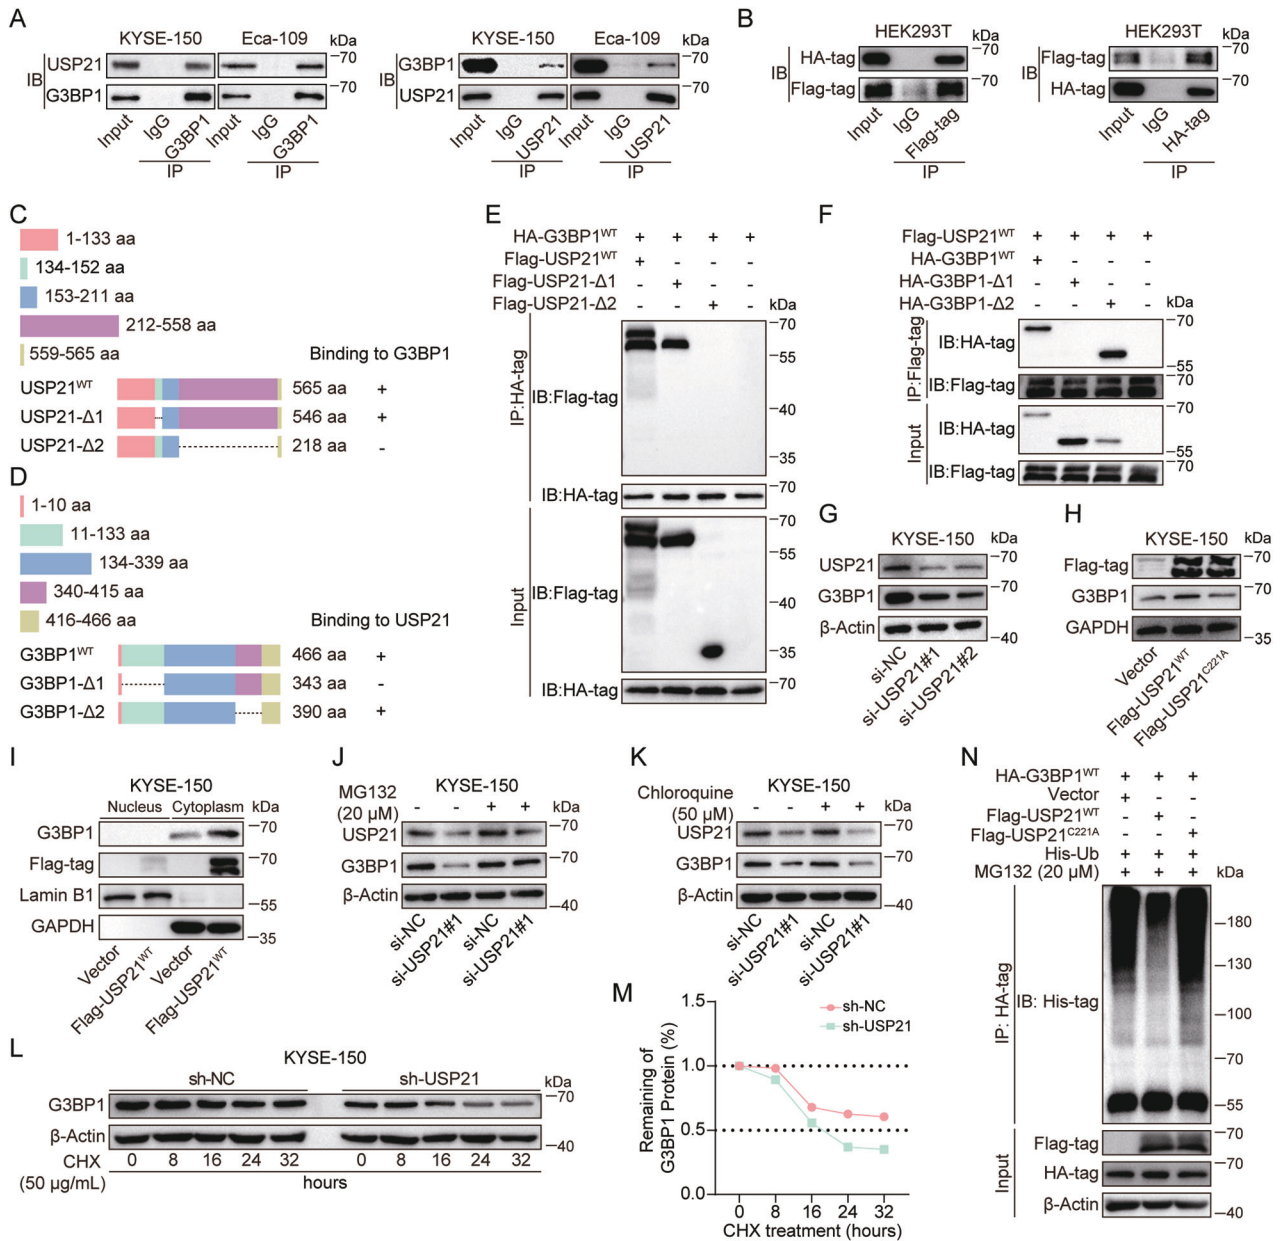 A
KYSE-150 Eca-109 kDa
IB
USP21 –70
G3BP1 –70
Input IgG G3BP1 Input IgG G3BP1
IP IP
KYSE-150 Eca-109 kDa
IB
G3BP1 –70
USP21 –70
Input IgG USP21 Input IgG USP21
IP IP
B
HEK293T kDa
IB
HA-tag –70
Flag-tag –70
Input IgG Flag-tag
IP
HEK293T kDa
IB
Flag-tag –70
HA-tag –70
Input IgG HA-tag
IP
C
1-133 aa
134-152 aa
153-211 aa
212-558 aa
559-565 aa Binding to G3BP1
USP21WT 565 aa +
USP21-Δ1 546 aa +
USP21-Δ2 218 aa -
D
1-10 aa
11-133 aa
134-339 aa
340-415 aa
416-466 aa Binding to USP21
G3BP1WT 466 aa +
G3BP1-Δ1 343 aa -
G3BP1-Δ2 390 aa +
E
HA-G3BP1WT + + + +
Flag-USP21WT + - - -
Flag-USP21-Δ1 - + - -
Flag-USP21-Δ2 - - + -
kDa
IP:HA-tag
IB:Flag-tag
–70
–55
–40
–35
IB:HA-tag –70
Input
IB:Flag-tag
–70
–55
–40
–35
IB:HA-tag –70
F
Flag-USP21WT + + + +
HA-G3BP1WT + - - -
HA-G3BP1-Δ1 - + - -
HA-G3BP1-Δ2 - - + -
kDa
IP:Flag-tag
IB:HA-tag –70
–55
IB:Flag-tag –70
Input
IB:HA-tag –70
–55
IB:Flag-tag –70
G
KYSE-150 kDa
USP21 –70
G3BP1 –70
β-Actin –40
si-NC si-USP21#1 si-USP21#2
H
KYSE-150 kDa
Flag-tag –70
G3BP1 –70
GAPDH –35
Vector Flag-USP21WT Flag-USP21C221A
I
KYSE-150
Nucleus Cytoplasm kDa
G3BP1 –70
Flag-tag –70
Lamin B1 –55
GAPDH –35
Vector Flag-USP21WT Vector Flag-USP21WT
J
MG132 KYSE-150
(20 μM) - - + + kDa
USP21 –70
G3BP1 –70
β-Actin –40
si-NC si-USP21#1 si-NC si-USP21#1
K
Chloroquine KYSE-150
(50 μM) - - + + kDa
USP21 –70
G3BP1 –70
β-Actin –40
si-NC si-USP21#1 si-NC si-USP21#1
L
KYSE-150
sh-NC sh-USP21 kDa
G3BP1 –70
β-Actin –40
CHX 0 8 16 24 32 0 8 16 24 32
(50 μg/mL) hours
M
Remaining of
G3BP1 Protein (%)
1.5
1.0
0.5
0.0
sh-NC
sh-USP21
0 8 16 24 32
CHX treatment (hours)
N
HA-G3BP1WT + + +
Vector + - -
Flag-USP21WT - + -
Flag-USP21C221A - - +
His-Ub + + +
MG132 (20 μM) + + + kDa
IP: HA-tag
IB: His-tag
–180
–130
–100
–70
–55
Input
Flag-tag –70
HA-tag –70
β-Actin –40